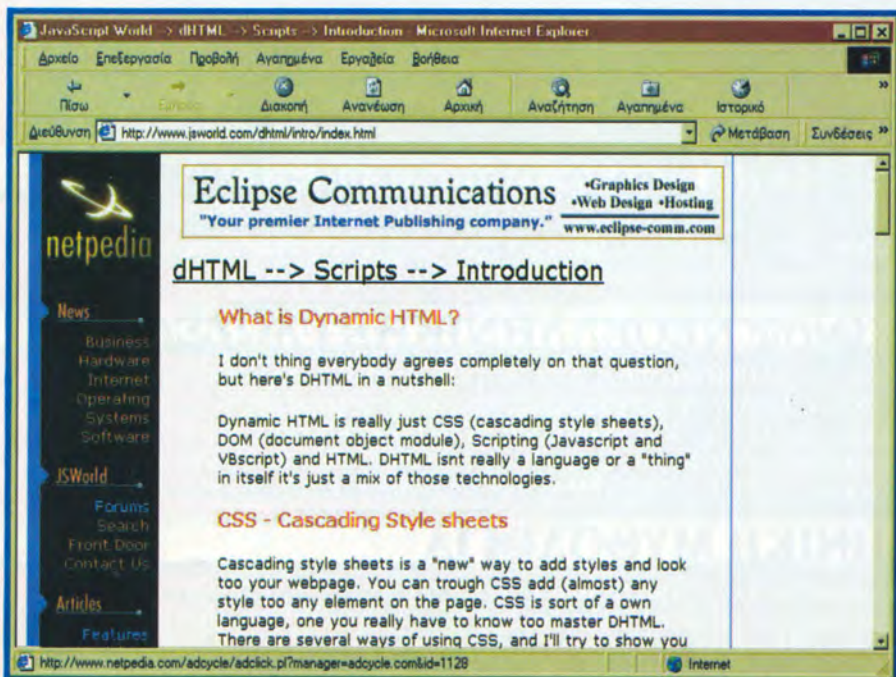 JavaScript World -> dHTML --> Scripts --> Introduction - Microsoft Internet Explorer
Αρχείο Επεξεργασία Προβολή Αγαπημένα Εργαλεία Βοήθεια
Πίσω Εμπρός Διακοπή Ανανέωση Αρχική Αναζήτηση Αγαπημένα Ιστορικό »
Διεύθυνση http://www.jsworld.com/dhtml/intro/index.html Μετάβαση Συνδέσεις »
netpedia
News
Business
Hardware
Internet
Operating
Systems
Software
JSWorld
Forums
Search
Front Door
Contact Us
Articles
Features
Eclipse Communications
"Your premier Internet Publishing company."
•Graphics Design
•Web Design •Hosting
www.eclipse-comm.com
dHTML --> Scripts --> Introduction
What is Dynamic HTML?
I don't thing everybody agrees completely on that question,
but here's DHTML in a nutshell:
Dynamic HTML is really just CSS (cascading style sheets),
DOM (document object module), Scripting (Javascript and
VBscript) and HTML. DHTML isnt really a language or a "thing"
in itself it's just a mix of those technologies.
CSS - Cascading Style sheets
Cascading style sheets is a "new" way to add styles and look
too your webpage. You can trough CSS add (almost) any
style too any element on the page. CSS is sort of a own
language, one you really have to know too master DHTML.
There are several ways of using CSS, and I'll try to show you
http://www.netpedia.com/adcycle/adclick.pl?manager=adcycle.com&id=1128 Internet